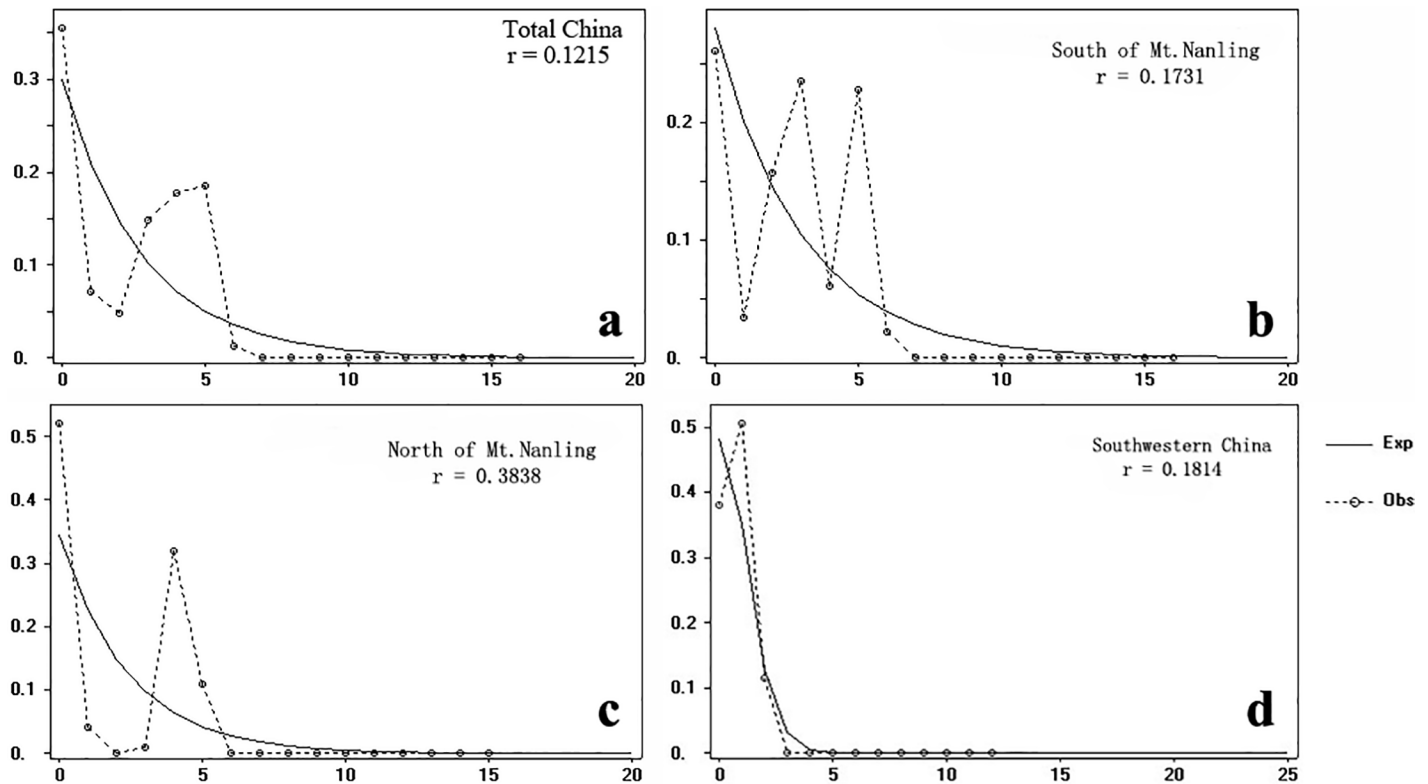 Total China
r = 0.1215
0.3
0.2
0.1
0.
0 5 10 15 20
a
South of Mt.Nanling
r = 0.1731
0.2
0.1
0.
0 5 10 15 20
b
North of Mt.Nanling
r = 0.3838
0.5
0.4
0.3
0.2
0.1
0.
0 5 10 15 20
c
Southwestern China
r = 0.1814
0.5
0.4
0.3
0.2
0.1
0.
0 5 10 15 20 25
d
Exp
Obs